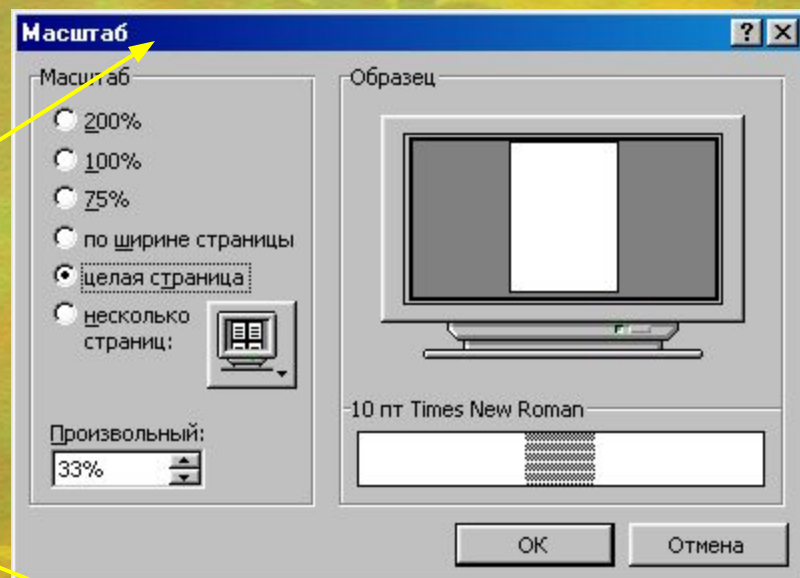 Масштаб
Масштаб
200%
100%
75%
по ширине страницы
целая страница
несколько
страниц:
Произвольный:
33%
Образец
10 пт Times New Roman
ОК
Отмена